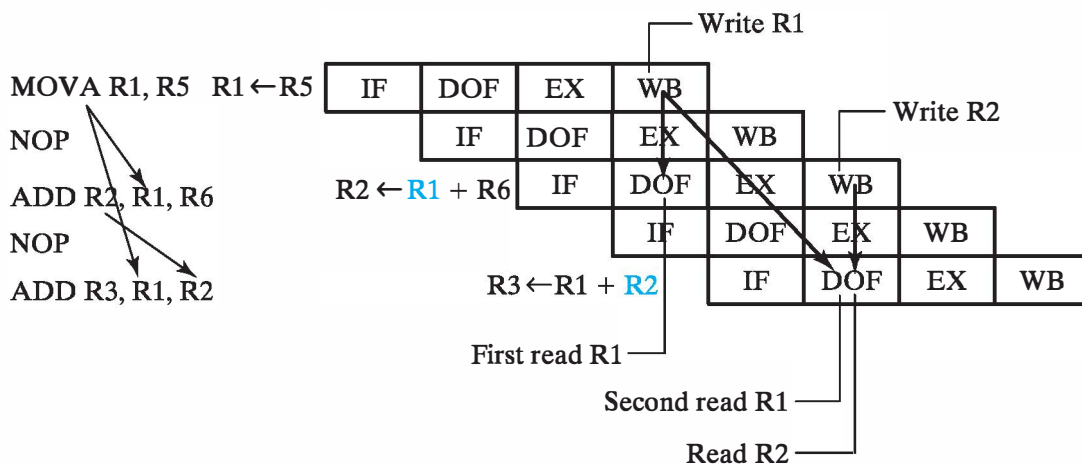 Write R1
MOVA R1, R5 R1←R5 IF DOF EX WB
Write R2
NOP IF DOF EX WB
ADD R2, R1, R6 R2←R1 + R6 IF DOF EX WB
NOP IF DOF EX WB
ADD R3, R1, R2 R3←R1 + R2 IF DOF EX WB
First read R1
Second read R1
Read R2